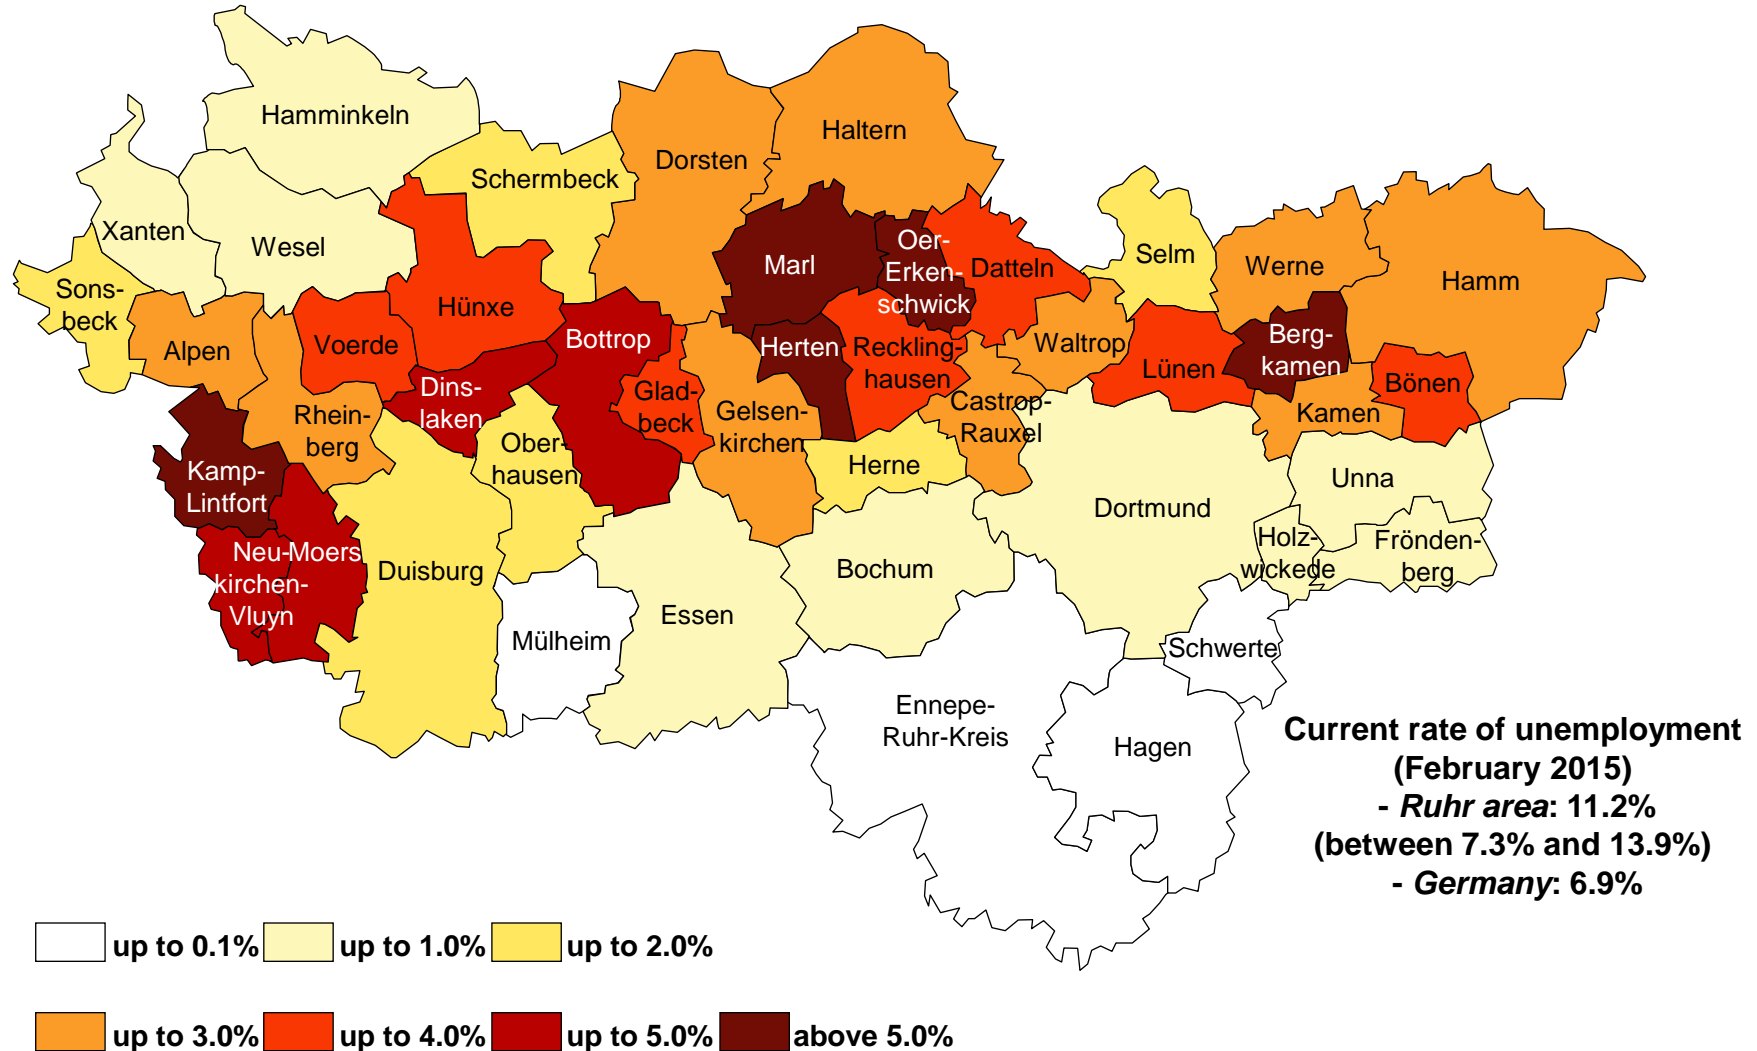 Hamminkeln
Haltern
Dorsten
Schermbeck
Xanten
Wesel
Oer-
Erken-
schwick
Marl
Datteln
Selm
Werne
Hamm
Sons-
beck
Hünxe
Voerde
Alpen
Bottrop
Herten
Reckling-
hausen
Waltrop
Lünen
Berg-
kamen
Bönen
Dins-
laken
Glad-
beck
Gelsen-
kirchen
Castrop-
Rauxel
Kamen
Rhein-
berg
Ober-
hausen
Herne
Unna
Kamp-
Lintfort
Dortmund
Holz-
wickede
Frönden-
berg
Neu-
kirchen-
Vluyn
Moers
Duisburg
Bochum
Essen
Mülheim
Schwerte
Ennepe-
Ruhr-Kreis
Hagen
Current rate of unemployment
(February 2015)
- Ruhr area: 11.2%
(between 7.3% and 13.9%)
- Germany: 6.9%
up to 0.1% up to 1.0% up to 2.0%
up to 3.0% up to 4.0% up to 5.0% above 5.0%